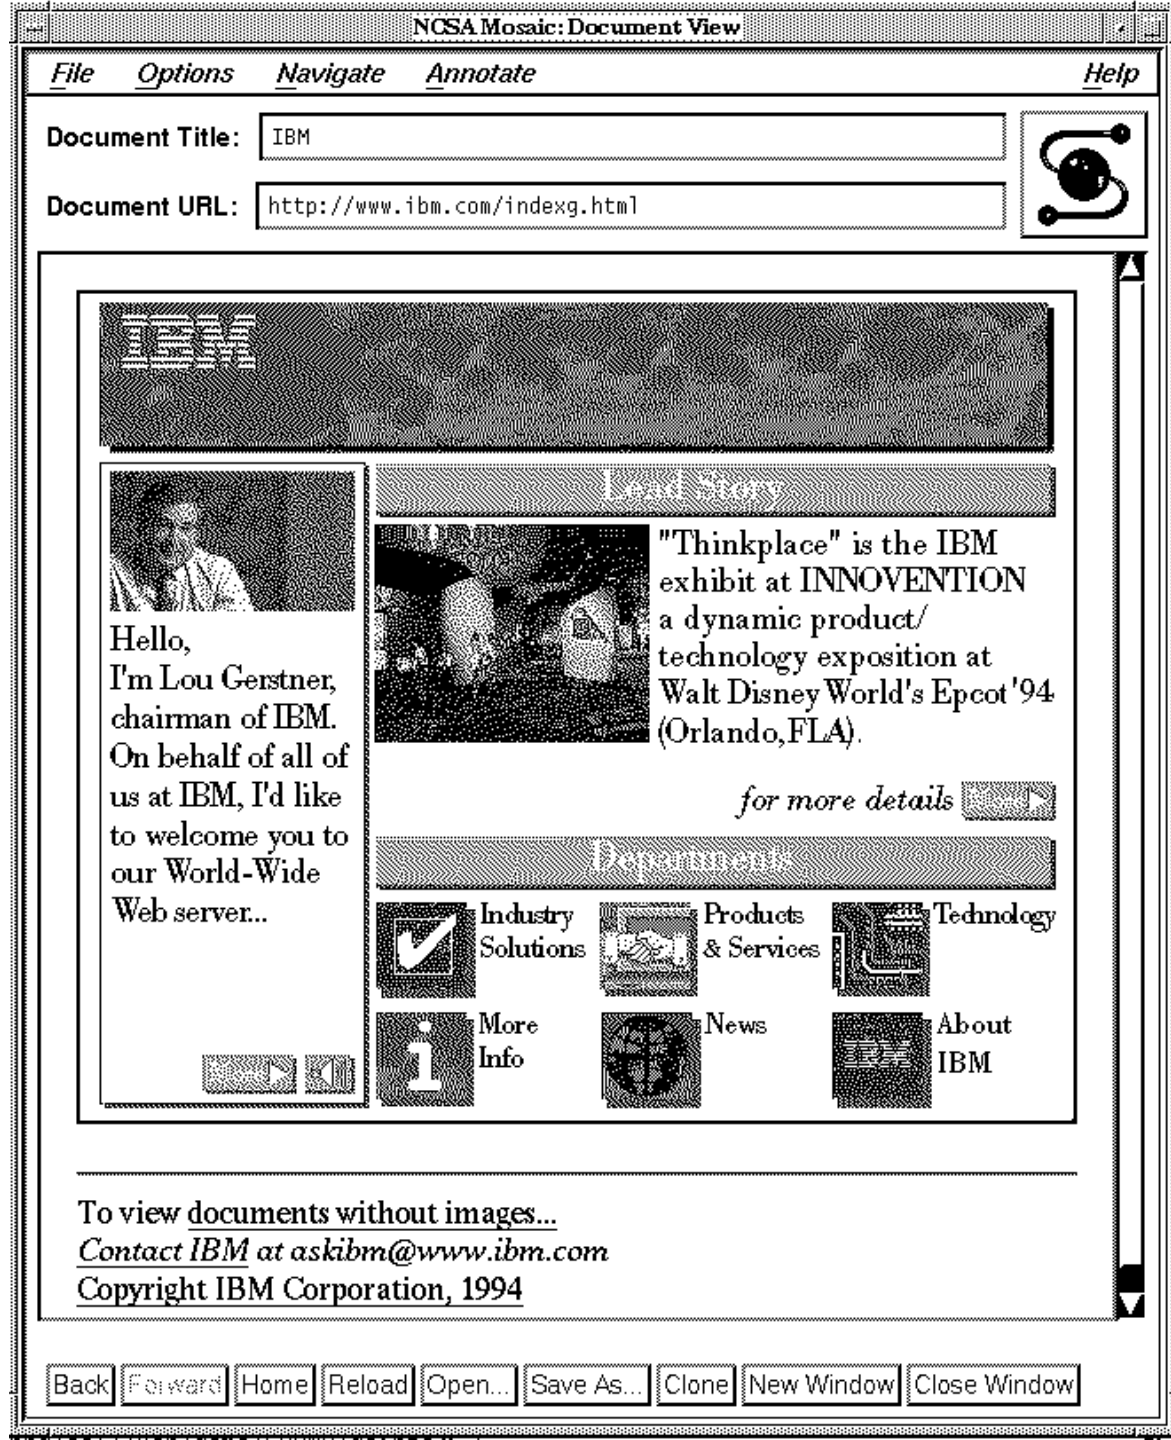 NCSA Mosaic: Document View
File Options Navigate Annotate Help
Document Title: IBM
Document URL: http://www.ibm.com/indexg.html
IBM
Hello,
I'm Lou Gerstner,
chairman of IBM.
On behalf of all of
us at IBM, I'd like
to welcome you to
our World-Wide
Web server...
Lead Story
"Thinkplace" is the IBM
exhibit at INNOVENTION
a dynamic product/
technology exposition at
Walt Disney World's Epcot '94
(Orlando, FLA).
for more details
Departments
Industry
Solutions
Products
& Services
Technology
More
Info
News
About
IBM
IBM
To view documents without images...
Contact IBM at askibm@www.ibm.com
Copyright IBM Corporation, 1994
Back Forward Home Reload Open... Save As... Clone New Window Close Window